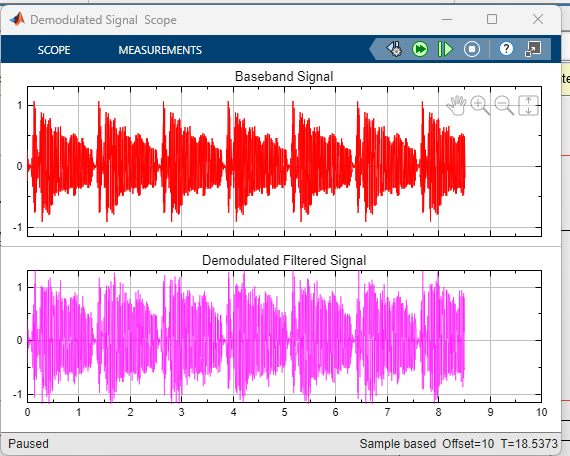 Demodulated Signal  Scope
SCOPE MEASUREMENTS
?
Baseband Signal
1
0
-1
Demodulated Filtered Signal
1
0
-1
0 1 2 3 4 5 6 7 8 9 10
Paused Sample based Offset=10 T=18.5373